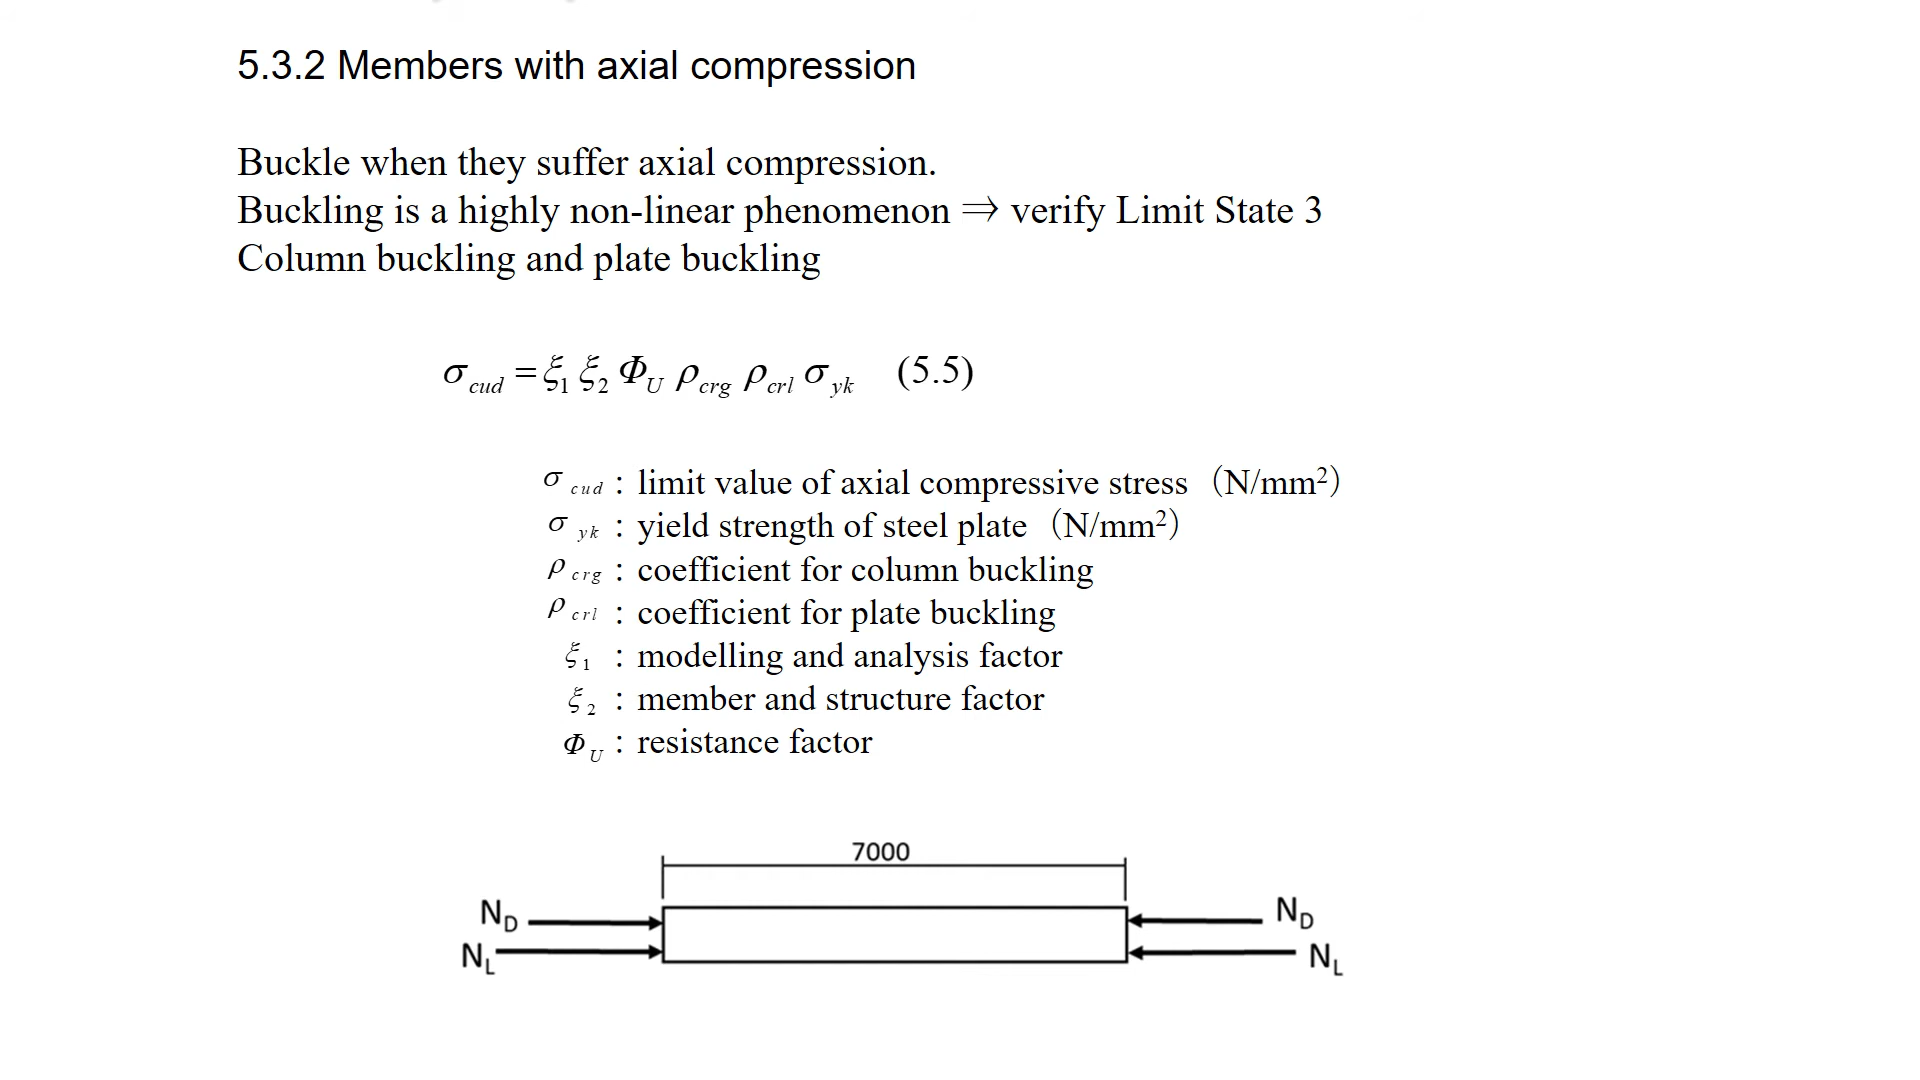 5.3.2 Members with axial compression
Buckle when they suffer axial compression.
Buckling is a highly non-linear phenomenon ⇒ verify Limit State 3
Column buckling and plate buckling
σcud = ξ1 ξ2 ΦU ρcrg ρcrl σyk (5.5)
σcud : limit value of axial compressive stress（N/mm²）
σyk : yield strength of steel plate（N/mm²）
ρcrg : coefficient for column buckling
ρcrl : coefficient for plate buckling
ξ1 : modelling and analysis factor
ξ2 : member and structure factor
ΦU : resistance factor
7000
ND ND
NL NL